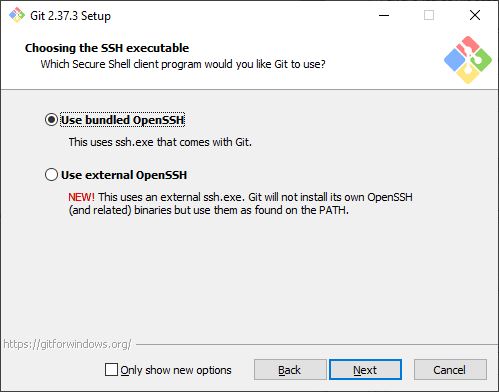 Git 2.37.3 Setup
Choosing the SSH executable
Which Secure Shell client program would you like Git to use?
Use bundled OpenSSH
This uses ssh.exe that comes with Git.
Use external OpenSSH
NEW! This uses an external ssh.exe. Git will not install its own OpenSSH
(and related) binaries but use them as found on the PATH.
https://gitforwindows.org/
Only show new options
Back
Next
Cancel